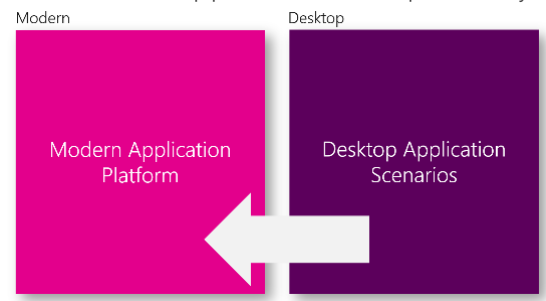 Modern
Desktop
Modern Application
Platform
Desktop Application
Scenarios